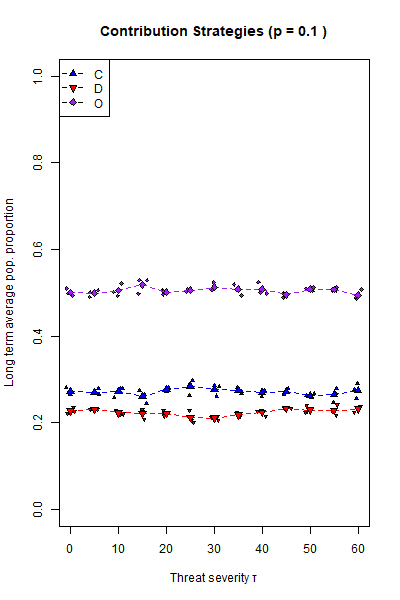 Contribution Strategies (p = 0.1 )
C
D
O
Long term average pop. proportion
0.0
0.2
0.4
0.6
0.8
1.0
0 10 20 30 40 50 60
Threat severity τ